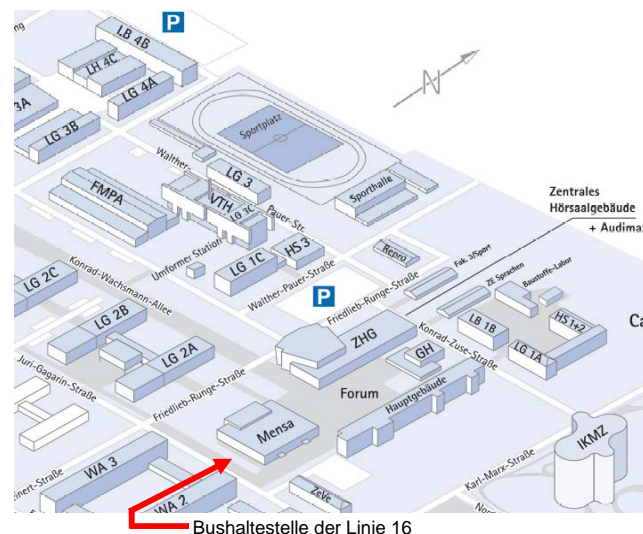 P
LB 4B
LH 4C
LG 4A
3A
LG 3B
N
Sportplatz
Walther-
Pauer-Str.
LG 3
VTH
LG 3C
FMPA
Sporthalle
Zentrales
Hörsaalgebäude
+ Audimax
Umformer Station
LG 1C
HS 3
Repro
Fak. 3/Sport
ZE Sprachen
Baustoffe-Labor
Walther-Pauer-Straße
LG 2C
Konrad-Wachsmann-Allee
P
Friedlieb-Runge-Straße
Ca
LG 2B
ZHG
LB 1B
HS 1+2
LG 2A
GH
Konrad-Zuse-Straße
LG 1A
Juri-Gagarin-Straße
Friedlieb-Runge-Straße
Forum
Hauptgebäude
Mensa
IKMZ
WA 3
inert-Straße
WA 2
ZeVe
Karl-Marx-Straße
Nor
Bushaltestelle der Linie 16